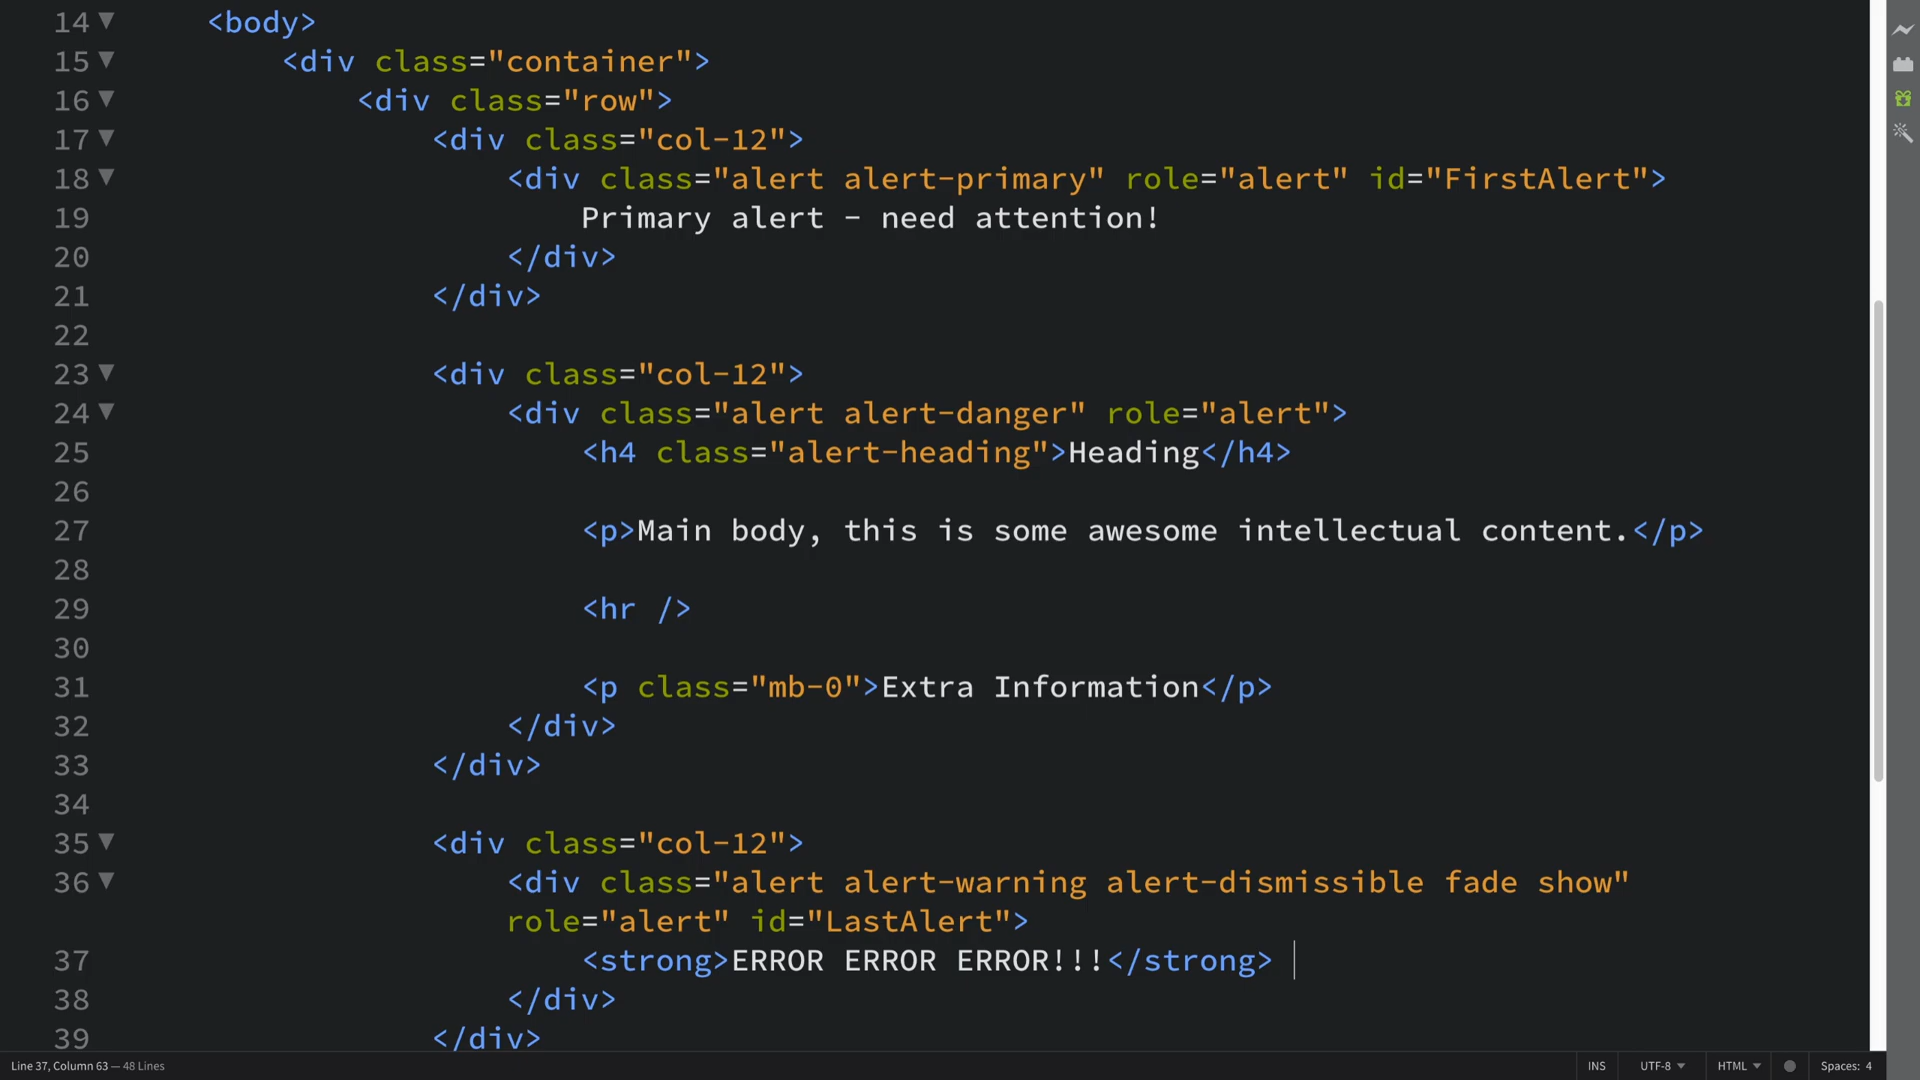 14 <body>
15 <div class="container">
16 <div class="row">
17 <div class="col-12">
18 <div class="alert alert-primary" role="alert" id="FirstAlert">
19 Primary alert - need attention!
20 </div>
21 </div>
22
23 <div class="col-12">
24 <div class="alert alert-danger" role="alert">
25 <h4 class="alert-heading">Heading</h4>
26
27 <p>Main body, this is some awesome intellectual content.</p>
28
29 <hr />
30
31 <p class="mb-0">Extra Information</p>
32 </div>
33 </div>
34
35 <div class="col-12">
36 <div class="alert alert-warning alert-dismissible fade show"
role="alert" id="LastAlert">
37 <strong>ERROR ERROR ERROR!!!</strong>
38 </div>
39 </div>
Line 37, Column 63 — 48 Lines INS UTF-8 HTML Spaces: 4